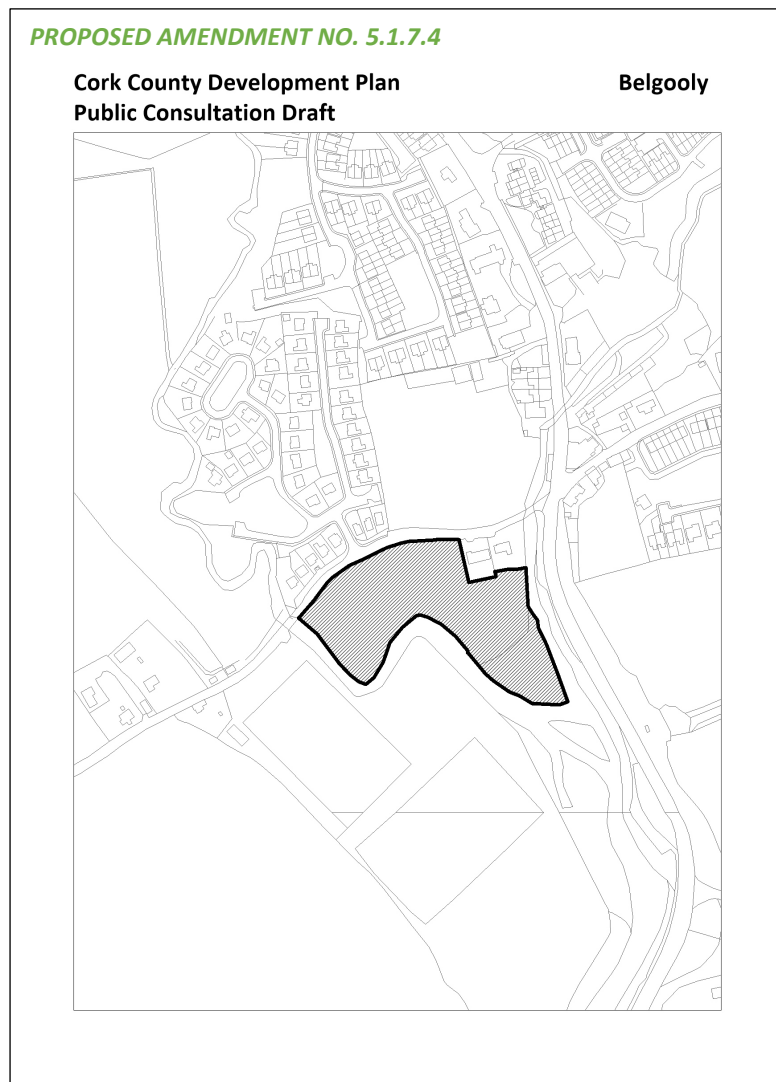 PROPOSED AMENDMENT NO. 5.1.7.4
Cork County Development Plan Belgooly
Public Consultation Draft